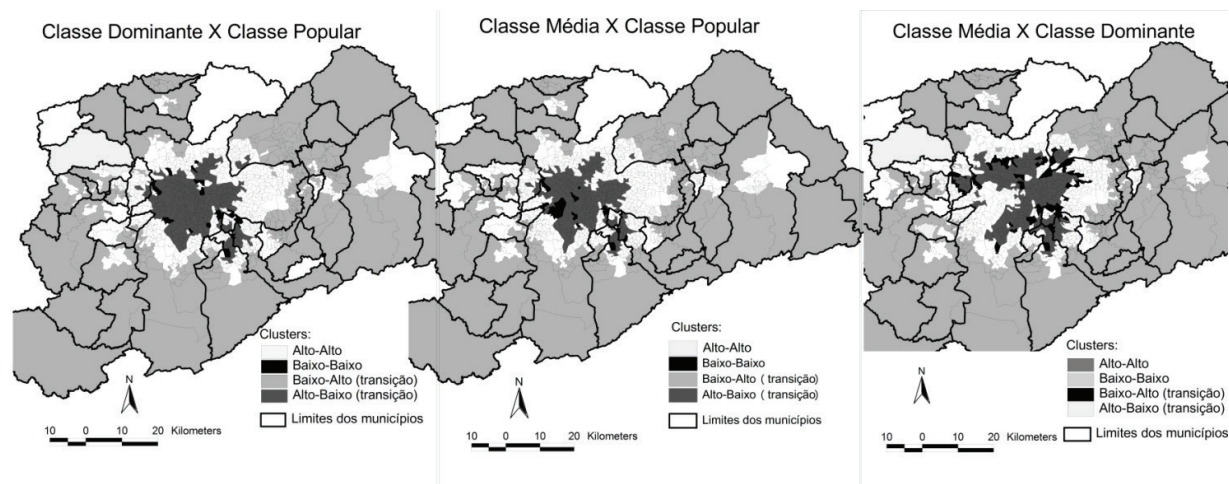 Classe Dominante X Classe Popular
Clusters:
Alto-Alto
Baixo-Baixo
Baixo-Alto (transição)
Alto-Baixo (transição)
Limites dos municípios
N
10 0 10 20 Kilometers
Classe Média X Classe Popular
Clusters:
Alto-Alto
Baixo-Baixo
Baixo-Alto ( transição)
Alto-Baixo ( transição)
Limites dos municípios
N
10 0 10 20 Kilometers
Classe Média X Classe Dominante
Clusters:
Alto-Alto
Baixo-Baixo
Baixo-Alto (transição)
Alto-Baixo (transição)
Limites dos municípios
N
10 0 10 20 Kilometers